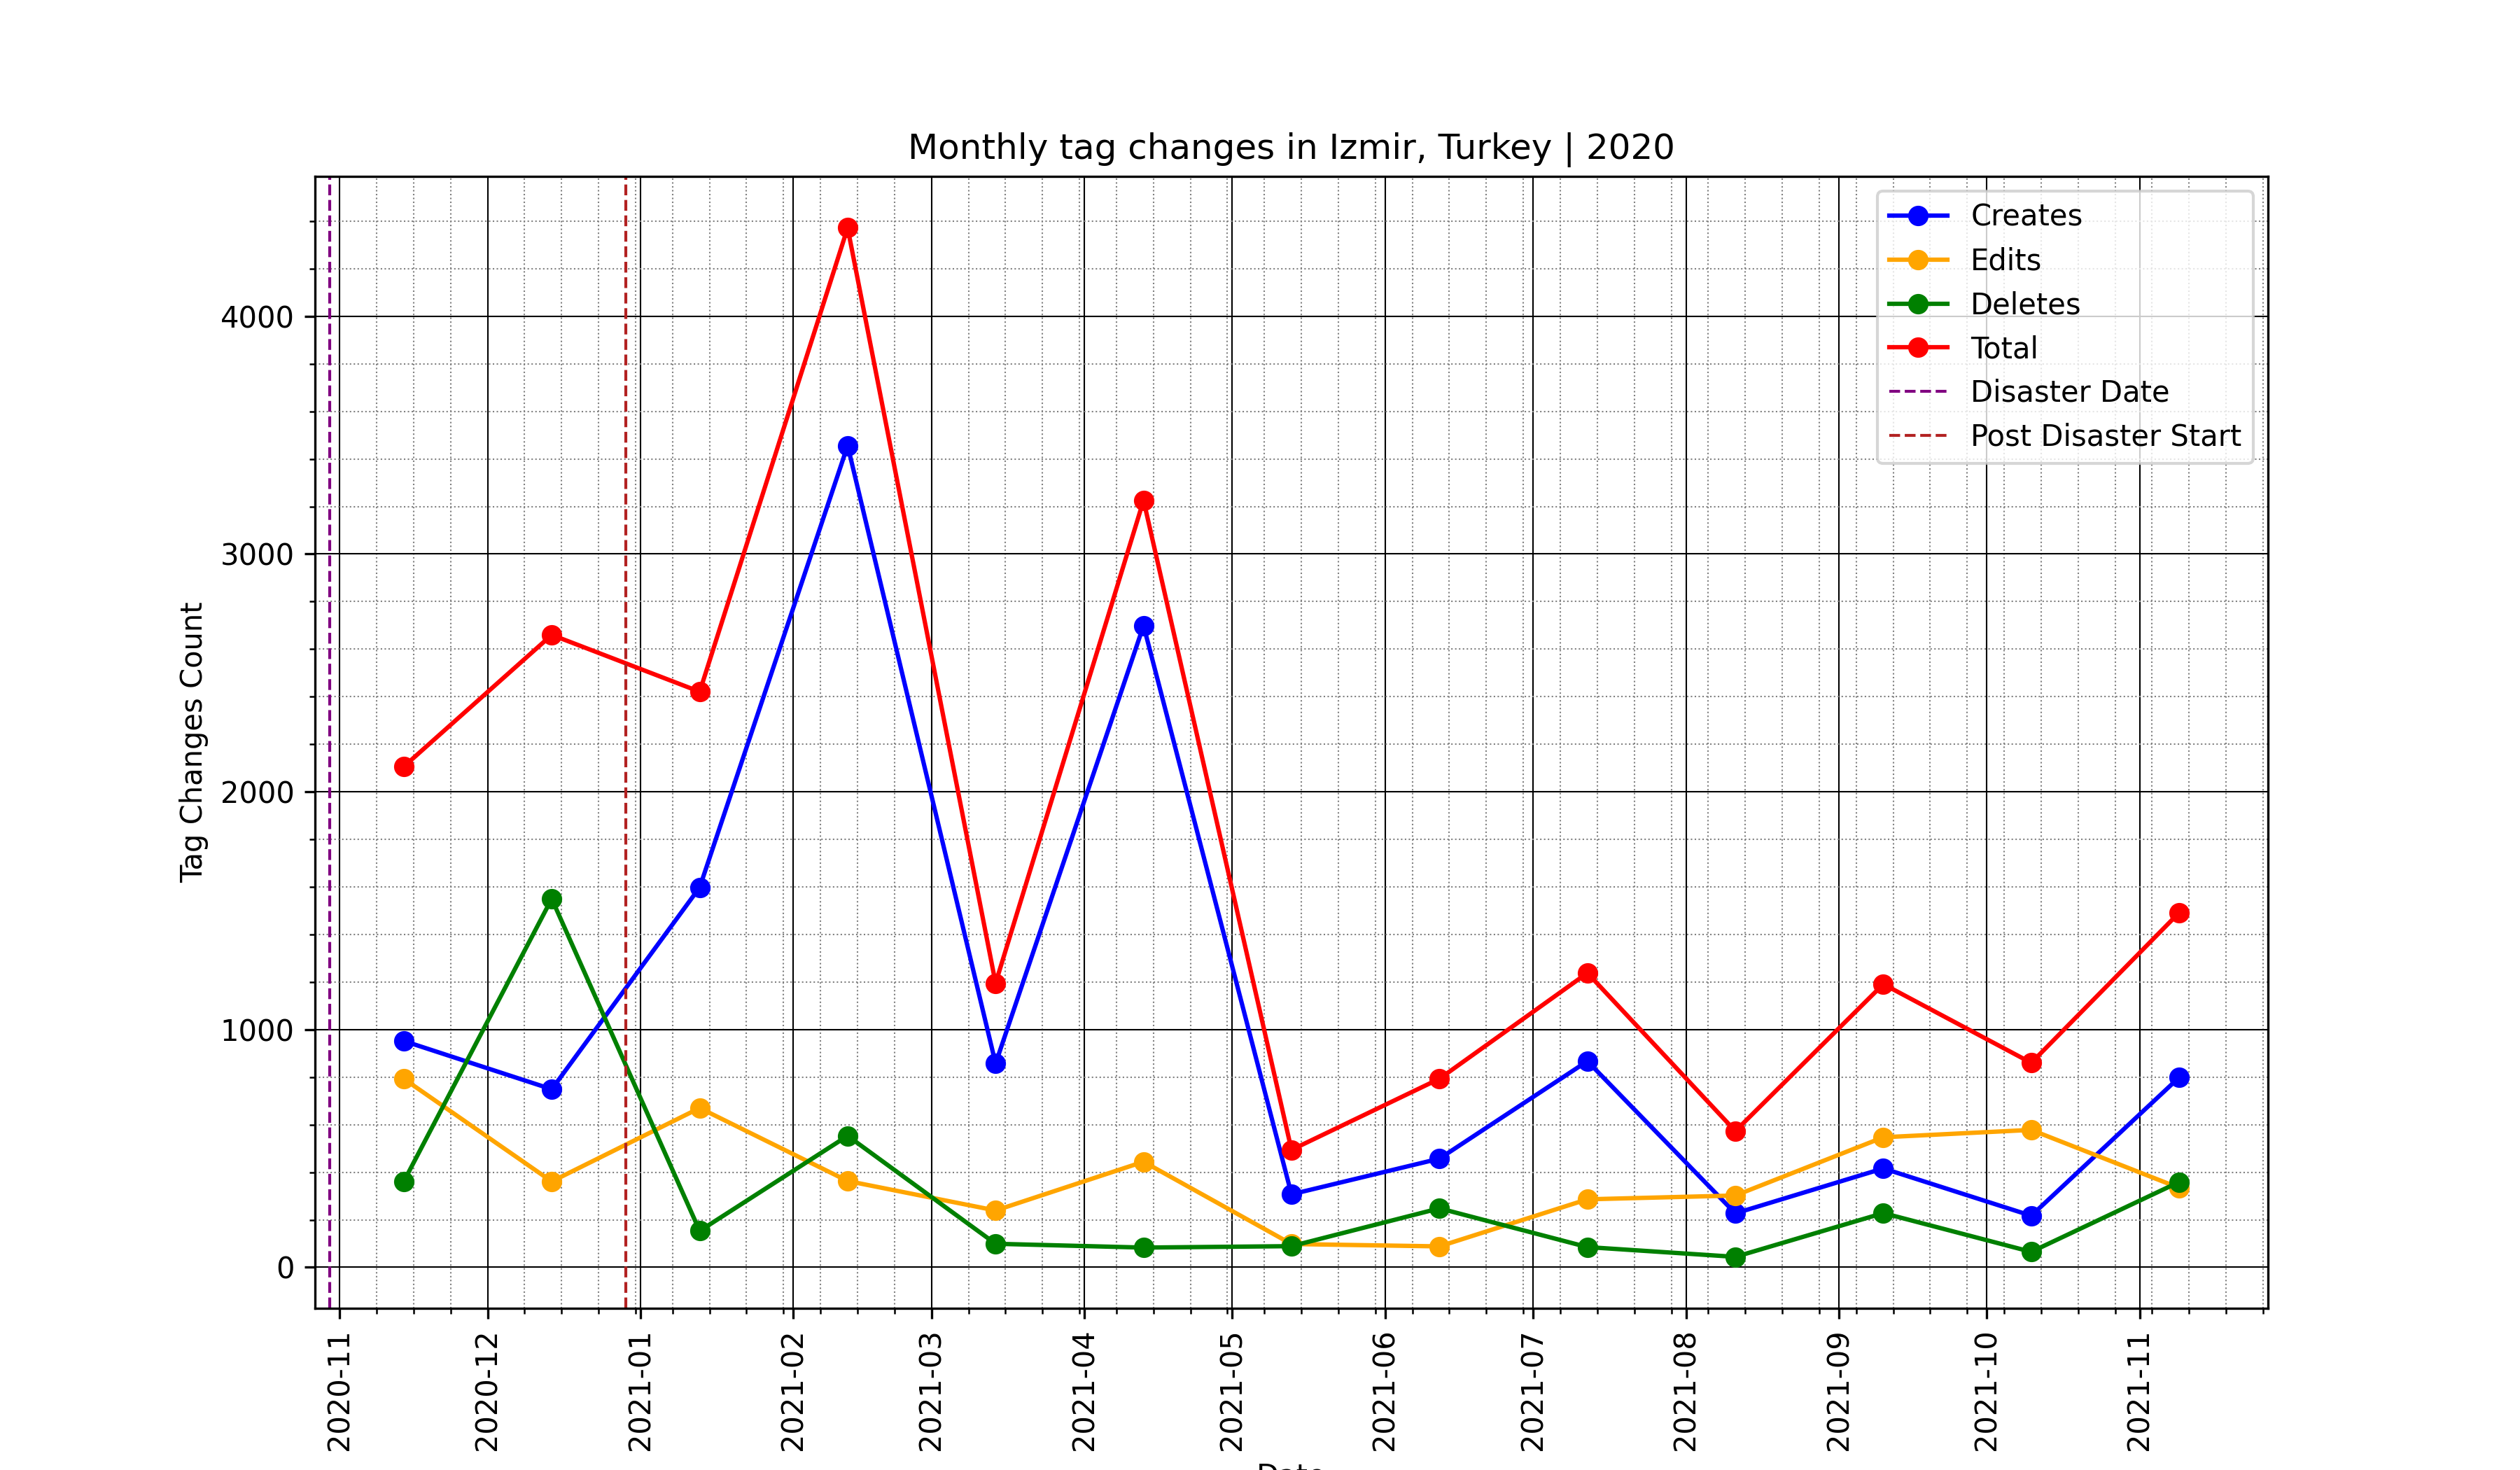 Monthly tag changes in Izmir, Turkey | 2020
Creates
Edits
Deletes
Total
Disaster Date
Post Disaster Start
Tag Changes Count
4000
3000
2000
1000
0
2020-11
2020-12
2021-01
2021-02
2021-03
2021-04
2021-05
2021-06
2021-07
2021-08
2021-09
2021-10
2021-11
Date